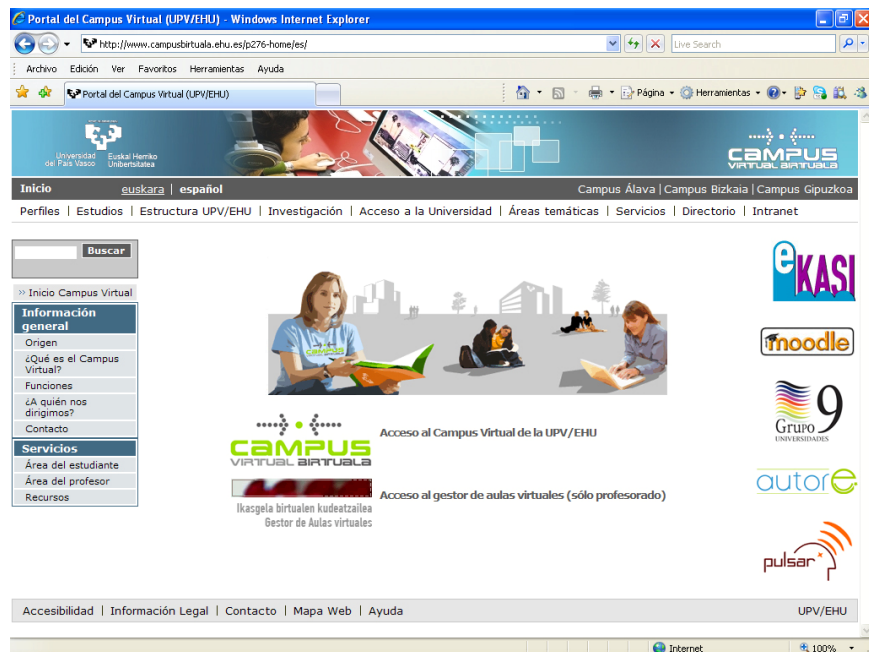 Portal del Campus Virtual (UPV/EHU) - Windows Internet Explorer
http://www.campusbirtuala.ehu.es/p276-home/es/
Live Search
Archivo Edición Ver Favoritos Herramientas Ayuda
Portal del Campus Virtual (UPV/EHU)
Página
Herramientas
Universidad del País Vasco
Euskal Herriko Unibertsitatea
CAMPUS
VIRTUAL BIRTUALA
Inicio euskara | español
Campus Álava | Campus Bizkaia | Campus Gipuzkoa
Perfiles | Estudios | Estructura UPV/EHU | Investigación | Acceso a la Universidad | Áreas temáticas | Servicios | Directorio | Intranet
Buscar
» Inicio Campus Virtual
Información
general
Origen
¿Qué es el Campus
Virtual?
Funciones
¿A quién nos
dirigimos?
Contacto
Servicios
Área del estudiante
Área del profesor
Recursos
CAMPUS
CAMPUS
VIRTUAL BIRTUALA
Acceso al Campus Virtual de la UPV/EHU
Acceso al gestor de aulas virtuales (sólo profesorado)
Ikasgela birtualen kudeatzailea
Gestor de Aulas virtuales
eKASI
moodle
Grupo 9
UNIVERSIDADES
autore
pulsar
Accesibilidad | Información Legal | Contacto | Mapa Web | Ayuda
UPV/EHU
Internet
100%